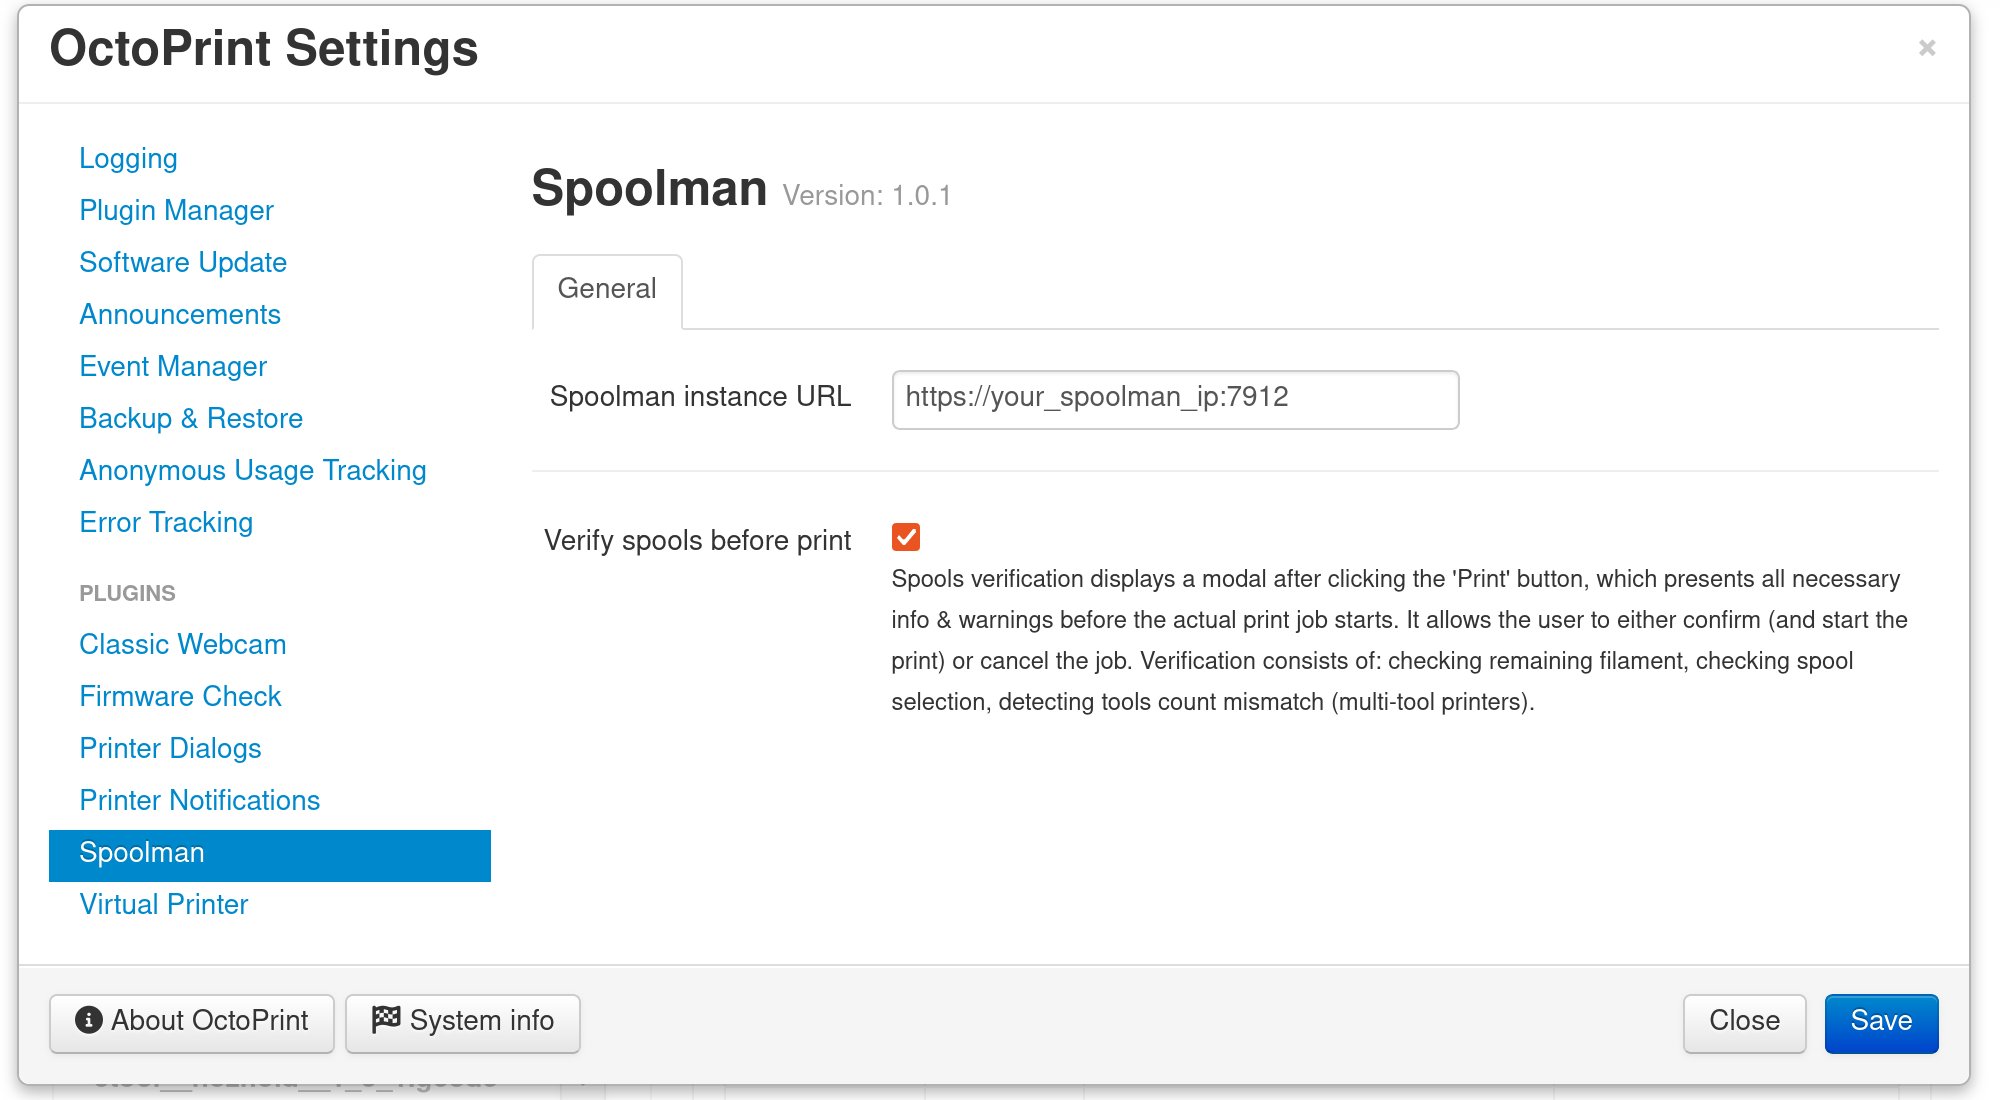 OctoPrint Settings
×
Logging
Plugin Manager
Software Update
Announcements
Event Manager
Backup & Restore
Anonymous Usage Tracking
Error Tracking
PLUGINS
Classic Webcam
Firmware Check
Printer Dialogs
Printer Notifications
Spoolman
Virtual Printer
Spoolman Version: 1.0.1
General
Spoolman instance URL https://your_spoolman_ip:7912
Verify spools before print
Spools verification displays a modal after clicking the 'Print' button, which presents all necessary
info & warnings before the actual print job starts. It allows the user to either confirm (and start the
print) or cancel the job. Verification consists of: checking remaining filament, checking spool
selection, detecting tools count mismatch (multi-tool printers).
About OctoPrint System info Close Save